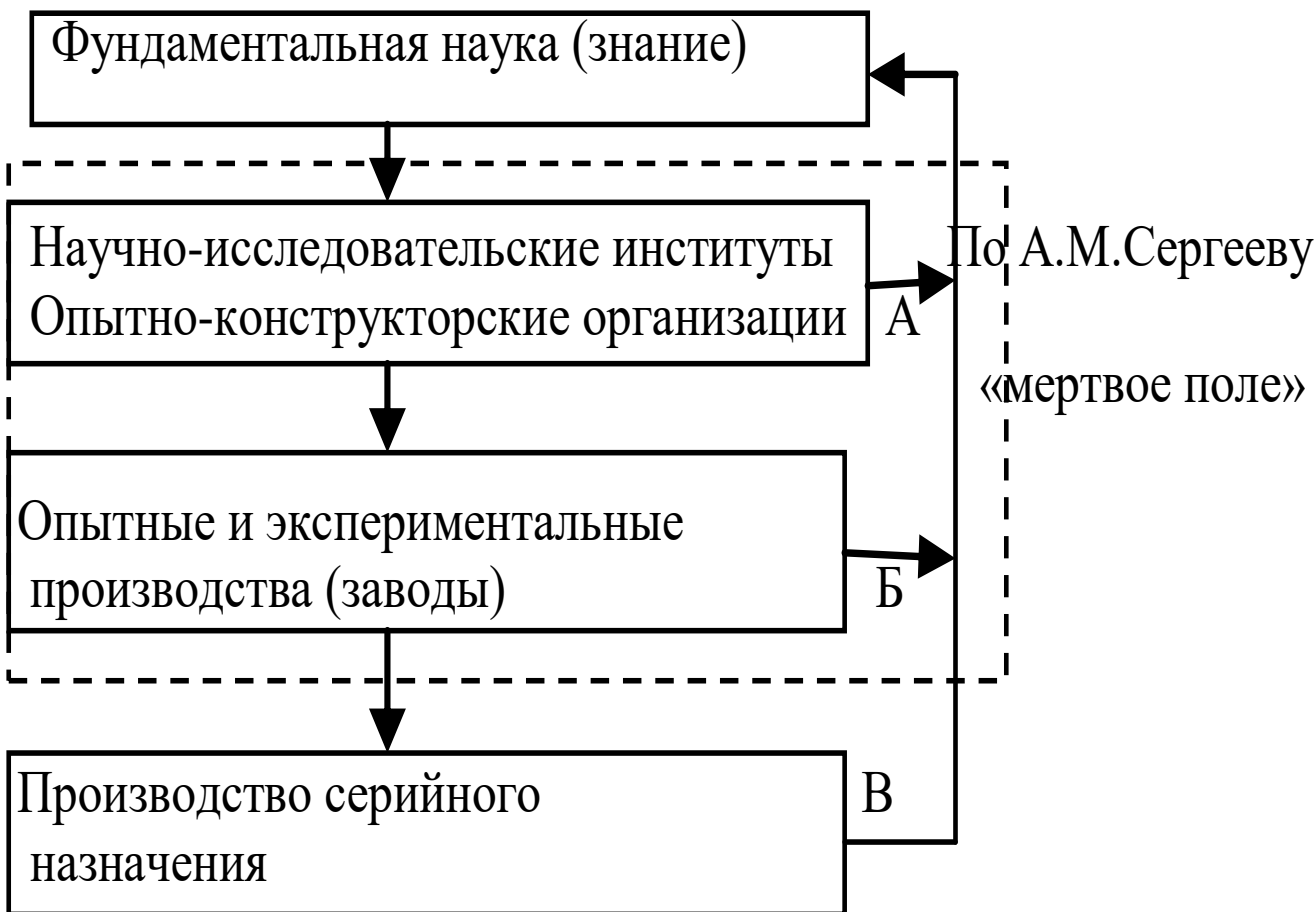 Фундаментальная наука (знание)
Научно-исследовательские институты
Опытно-конструкторские организации
А
По А.М.Сергееву
«мертвое поле»
Опытные и экспериментальные
производства (заводы)
Б
Производство серийного
назначения
В